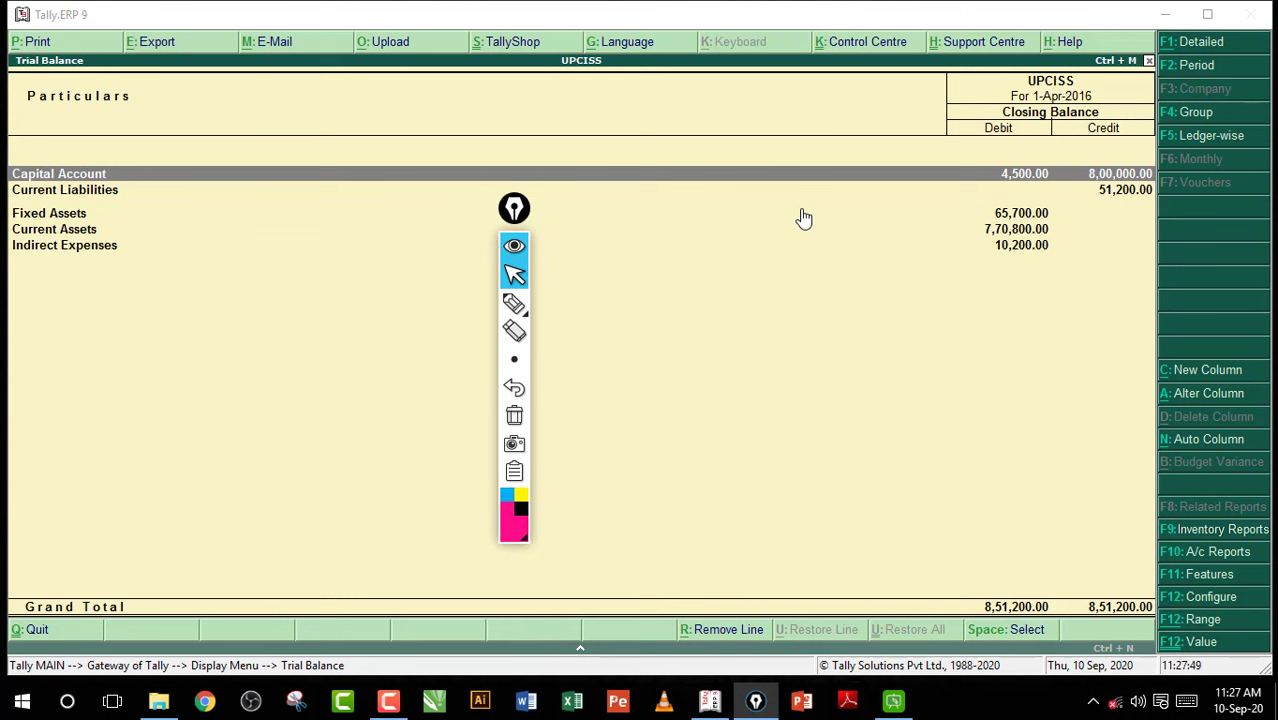 Tally.ERP 9
P: Print E: Export M: E-Mail O: Upload S: TallyShop G: Language K: Keyboard K: Control Centre H: Support Centre H: Help
Trial Balance UPCISS Ctrl + M
Particulars
UPCISS
For 1-Apr-2016
Closing Balance
Debit Credit
Capital Account 4,500.00 8,00,000.00
Current Liabilities 51,200.00
Fixed Assets 65,700.00
Current Assets 7,70,800.00
Indirect Expenses 10,200.00
Grand Total 8,51,200.00 8,51,200.00
Q: Quit R: Remove Line U: Restore Line U: Restore All Space: Select
Ctrl + N
Tally MAIN --> Gateway of Tally --> Display Menu --> Trial Balance © Tally Solutions Pvt Ltd., 1988-2020 Thu, 10 Sep, 2020 11:27:49
F1: Detailed
F2: Period
F3: Company
F4: Group
F5: Ledger-wise
F6: Monthly
F7: Vouchers
C: New Column
A: Alter Column
D: Delete Column
N: Auto Column
B: Budget Variance
F8: Related Reports
F9: Inventory Reports
F10: A/c Reports
F11: Features
F12: Configure
F12: Range
F12: Value
Ai Pe
11:27 AM
10-Sep-20